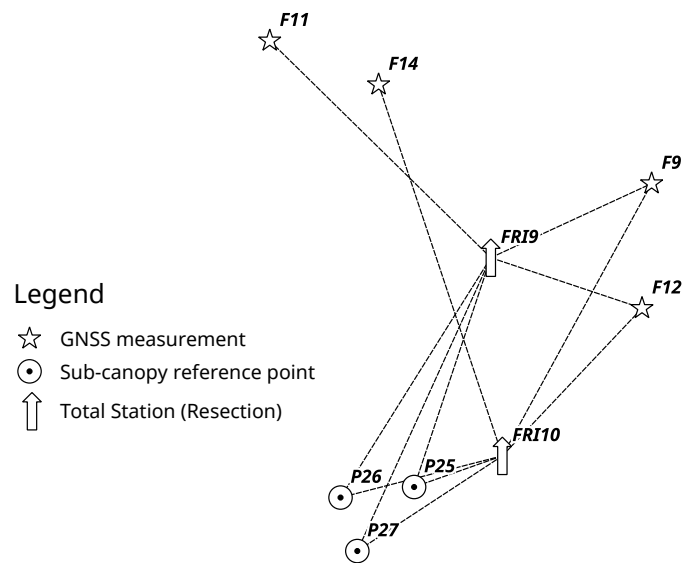 F11
F14
F9
FRI9
F12
Legend
GNSS measurement
Sub-canopy reference point
Total Station (Resection)
FRI10
P25
P26
P27